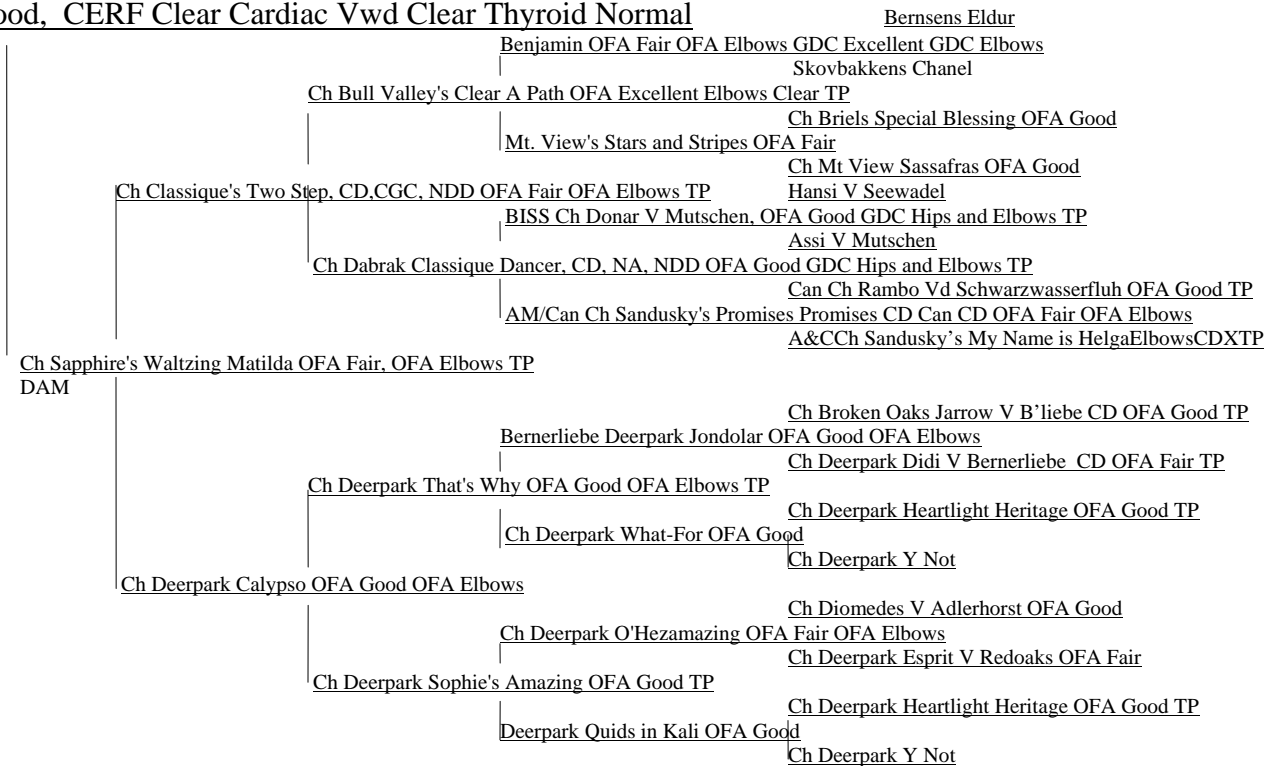 ood, CERF Clear Cardiac Vwd Clear Thyroid Normal
Bernsens Eldur
Benjamin OFA Fair OFA Elbows GDC Excellent GDC Elbows
Skovbakkens Chanel
Ch Bull Valley's Clear A Path OFA Excellent Elbows Clear TP
Ch Briels Special Blessing OFA Good
Mt. View's Stars and Stripes OFA Fair
Ch Mt View Sassafras OFA Good
Ch Classique's Two Step, CD,CGC, NDD OFA Fair OFA Elbows TP
Hansi V Seewadel
BISS Ch Donar V Mutschen, OFA Good GDC Hips and Elbows TP
Assi V Mutschen
Ch Dabrak Classique Dancer, CD, NA, NDD OFA Good GDC Hips and Elbows TP
Can Ch Rambo Vd Schwarzwasserfluh OFA Good TP
AM/Can Ch Sandusky's Promises Promises CD Can CD OFA Fair OFA Elbows
A&CCh Sandusky’s My Name is HelgaElbowsCDXTP
Ch Sapphire's Waltzing Matilda OFA Fair, OFA Elbows TP
DAM
Ch Broken Oaks Jarrow V B’liebe CD OFA Good TP
Bernerliebe Deerpark Jondolar OFA Good OFA Elbows
Ch Deerpark Didi V Bernerliebe  CD OFA Fair TP
Ch Deerpark That's Why OFA Good OFA Elbows TP
Ch Deerpark Heartlight Heritage OFA Good TP
Ch Deerpark What-For OFA Good
Ch Deerpark Y Not
Ch Deerpark Calypso OFA Good OFA Elbows
Ch Diomedes V Adlerhorst OFA Good
Ch Deerpark O'Hezamazing OFA Fair OFA Elbows
Ch Deerpark Esprit V Redoaks OFA Fair
Ch Deerpark Sophie's Amazing OFA Good TP
Ch Deerpark Heartlight Heritage OFA Good TP
Deerpark Quids in Kali OFA Good
Ch Deerpark Y Not